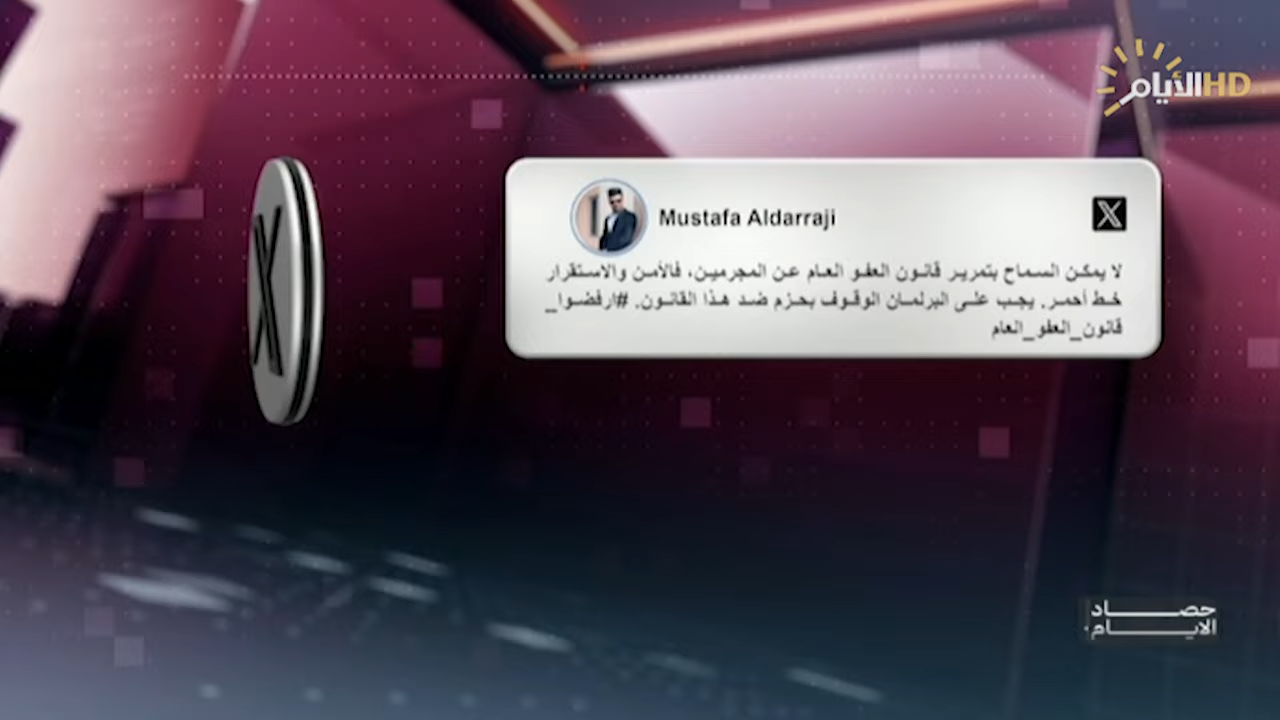 الأيام HD
Mustafa Aldarraji
لا يمكن السماح بتمرير قانون العفو العام عن المجرمين، فالأمن والاستقرار
خط أحمر. يجب على البرلمان الوقوف بحزم ضد هذا القانون. #ارفضوا_
قانون_العفو_العام
حصاد
الايام